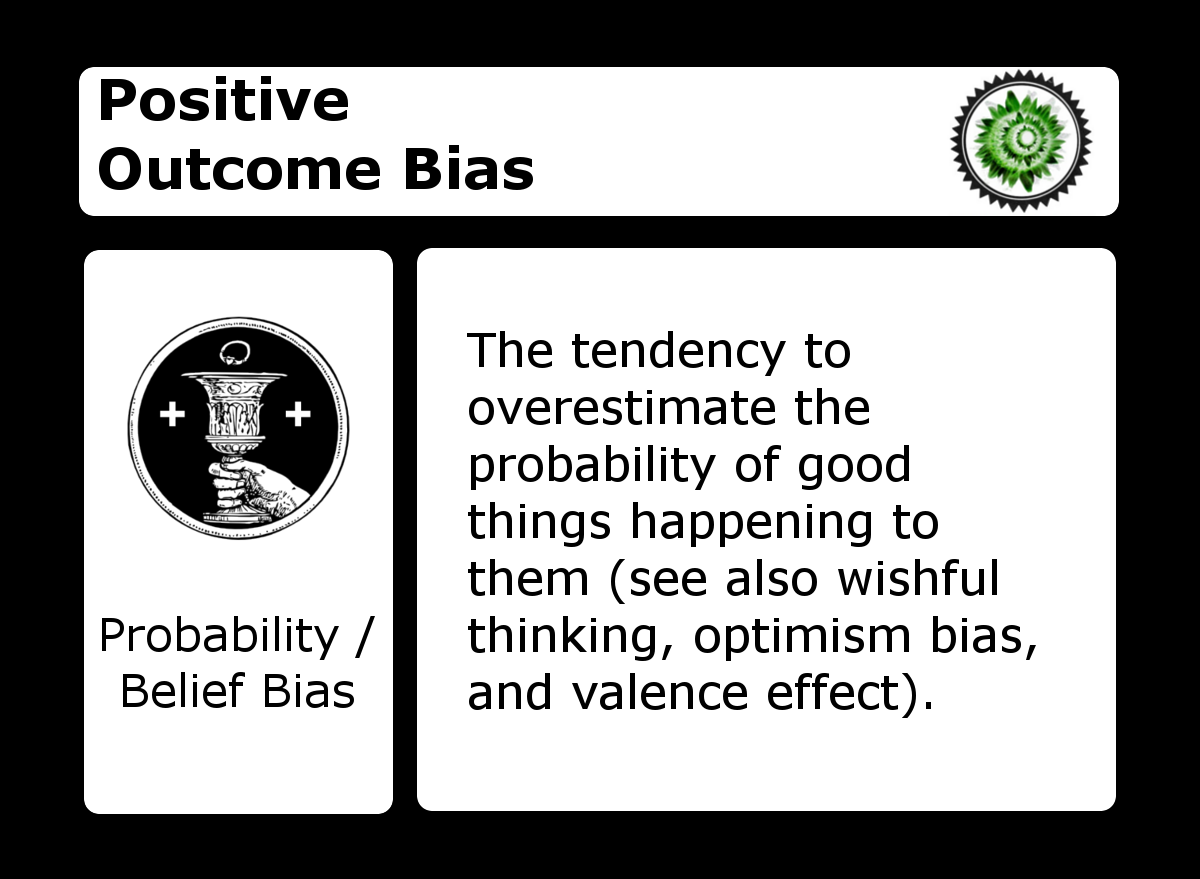 Positive
Outcome Bias
+ +
Probability /
Belief Bias
The tendency to
overestimate the
probability of good
things happening to
them (see also wishful
thinking, optimism bias,
and valence effect).